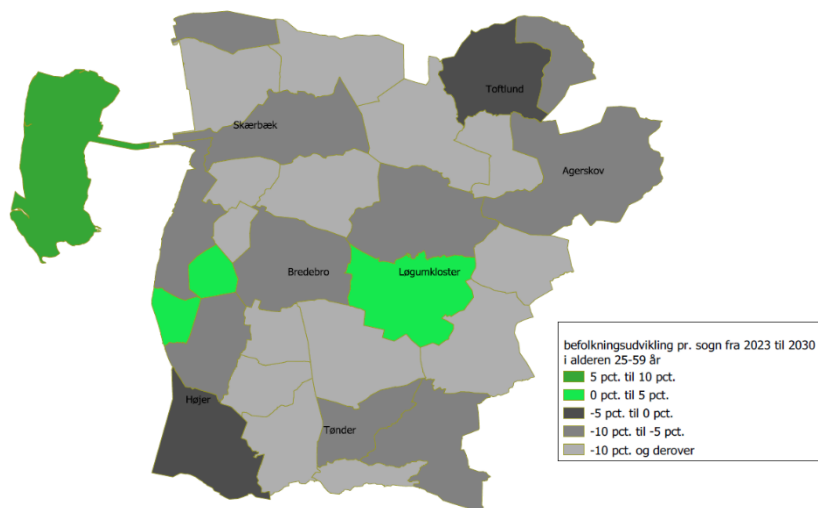 Toftlund
Skærbæk
Agerskov
Bredebro
Løgumkloster
Højer
Tønder
befolkningsudvikling pr. sogn fra 2023 til 2030
i alderen 25-59 år
5 pct. til 10 pct.
0 pct til 5 pct.
-5 pct til 0 pct.
-10 pct. til -5 pct.
-10 pct. og derover